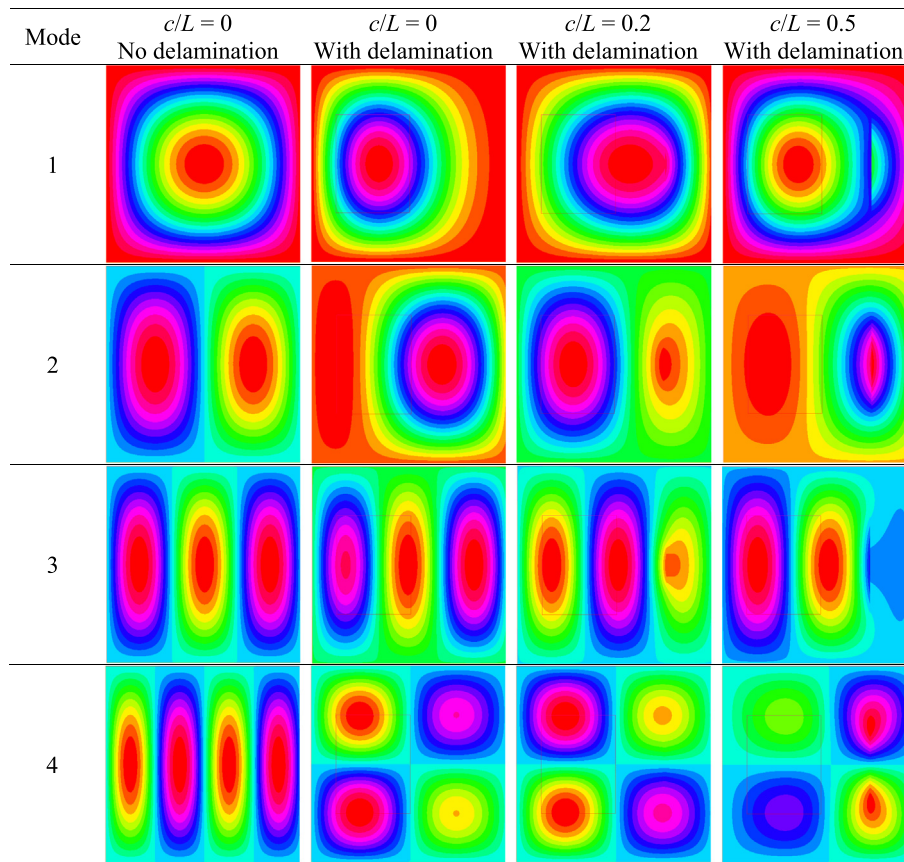 Mode c/L = 0 c/L = 0 c/L = 0.2 c/L = 0.5
No delamination With delamination With delamination With delamination
1
2
3
4